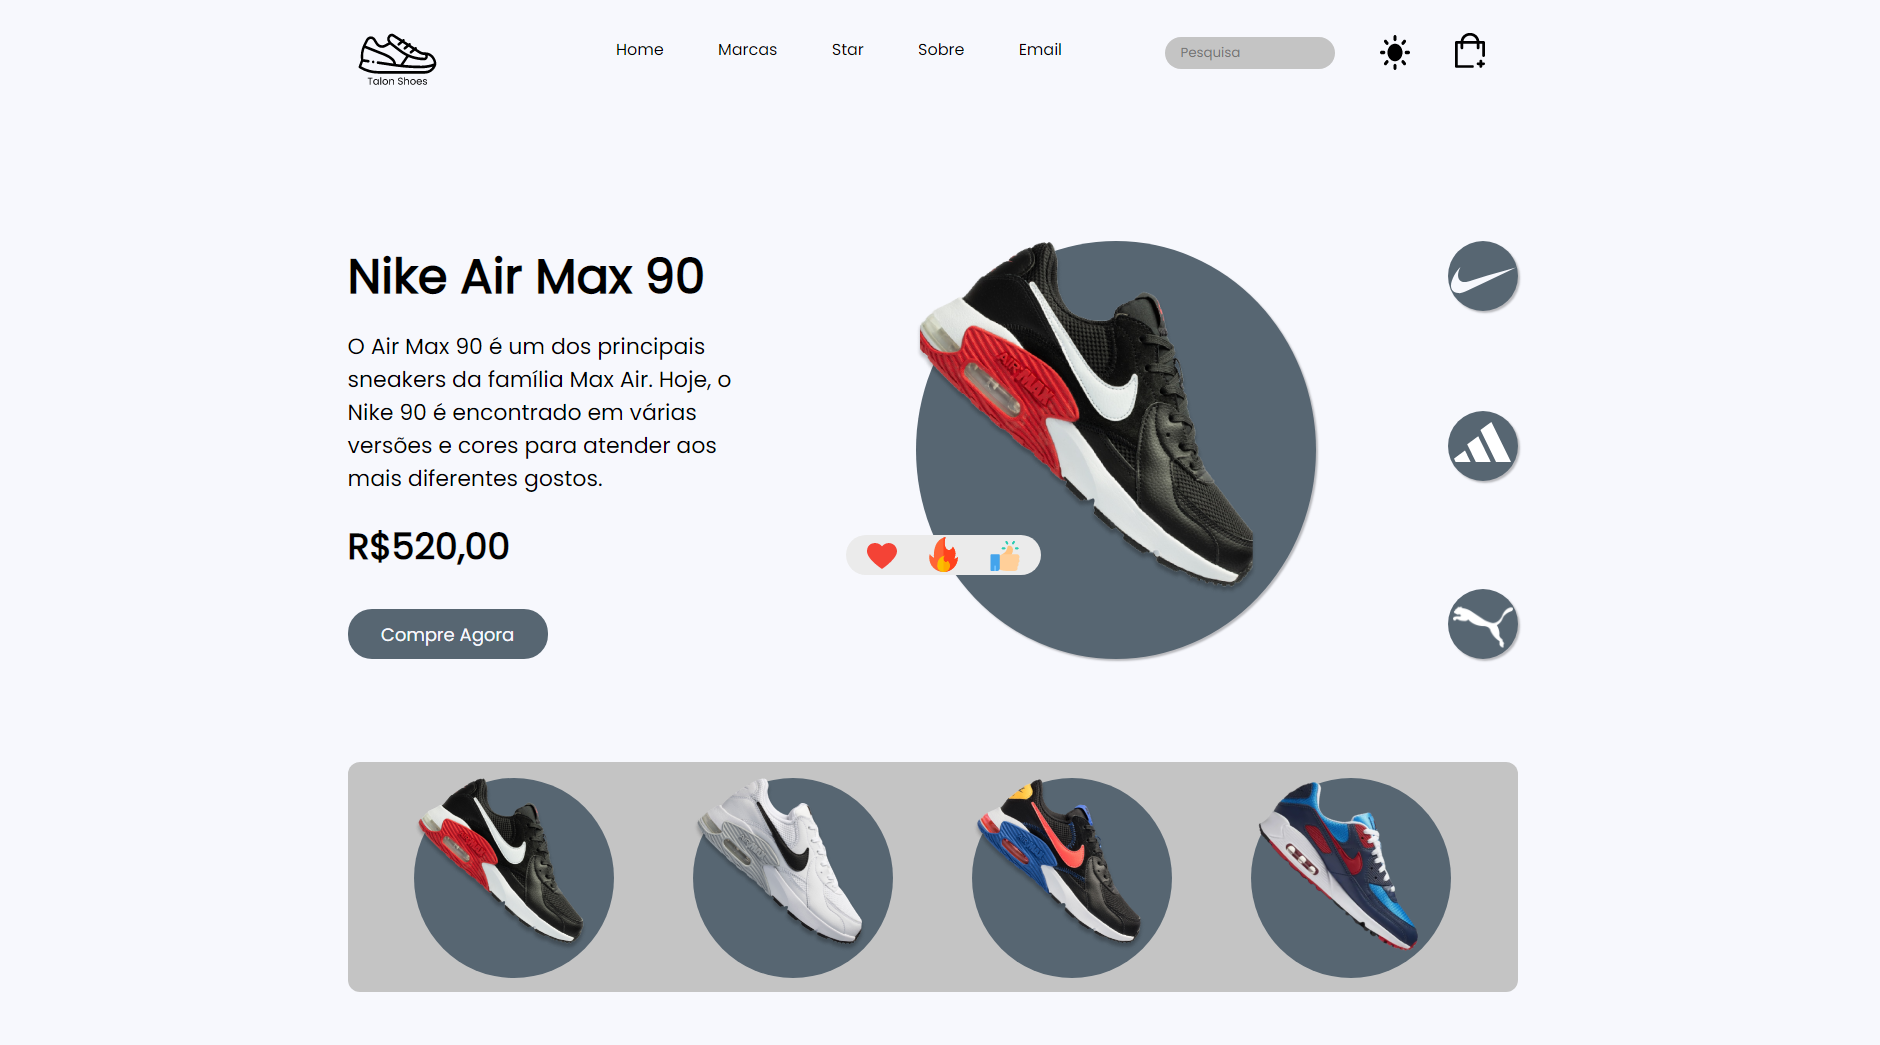 Talon Shoes
Home
Marcas
Star
Sobre
Email
Pesquisa
Nike Air Max 90
O Air Max 90 é um dos principais
sneakers da família Max Air. Hoje, o
Nike 90 é encontrado em várias
versões e cores para atender aos
mais diferentes gostos.
R$520,00
Compre Agora
AIR MAX